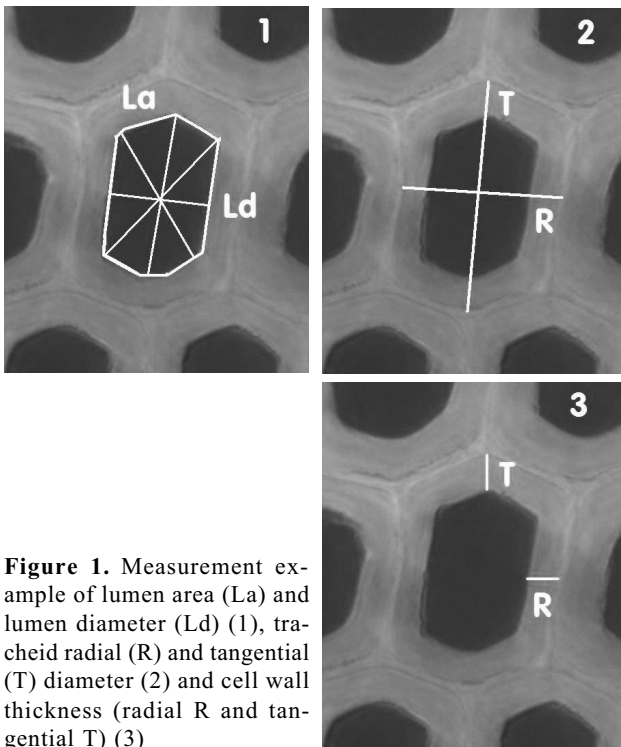 1
La
Ld
2
T
R
3
T
R
Figure 1. Measurement ex-
ample of lumen area (La) and
lumen diameter (Ld) (1), tra-
cheid radial (R) and tangential
(T) diameter (2) and cell wall
thickness (radial R and tan-
gential T) (3)